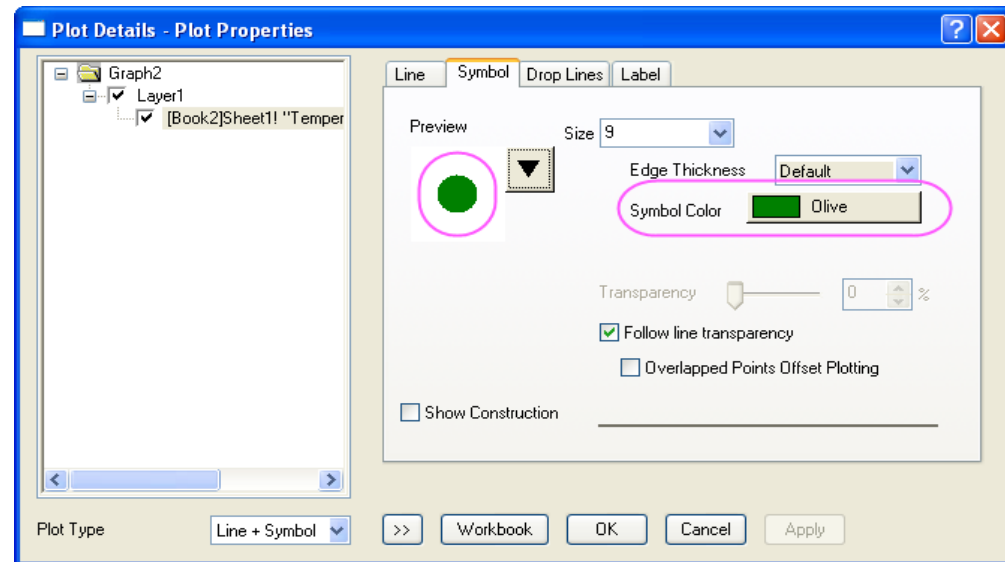 Plot Details - Plot Properties
Graph2
Layer1
[Book2]Sheet1! "Temper
Line Symbol Drop Lines Label
Preview
Size 9
Edge Thickness Default
Symbol Color Olive
Transparency 0 %
Follow line transparency
Overlapped Points Offset Plotting
Show Construction
Plot Type Line + Symbol >> Workbook OK Cancel Apply